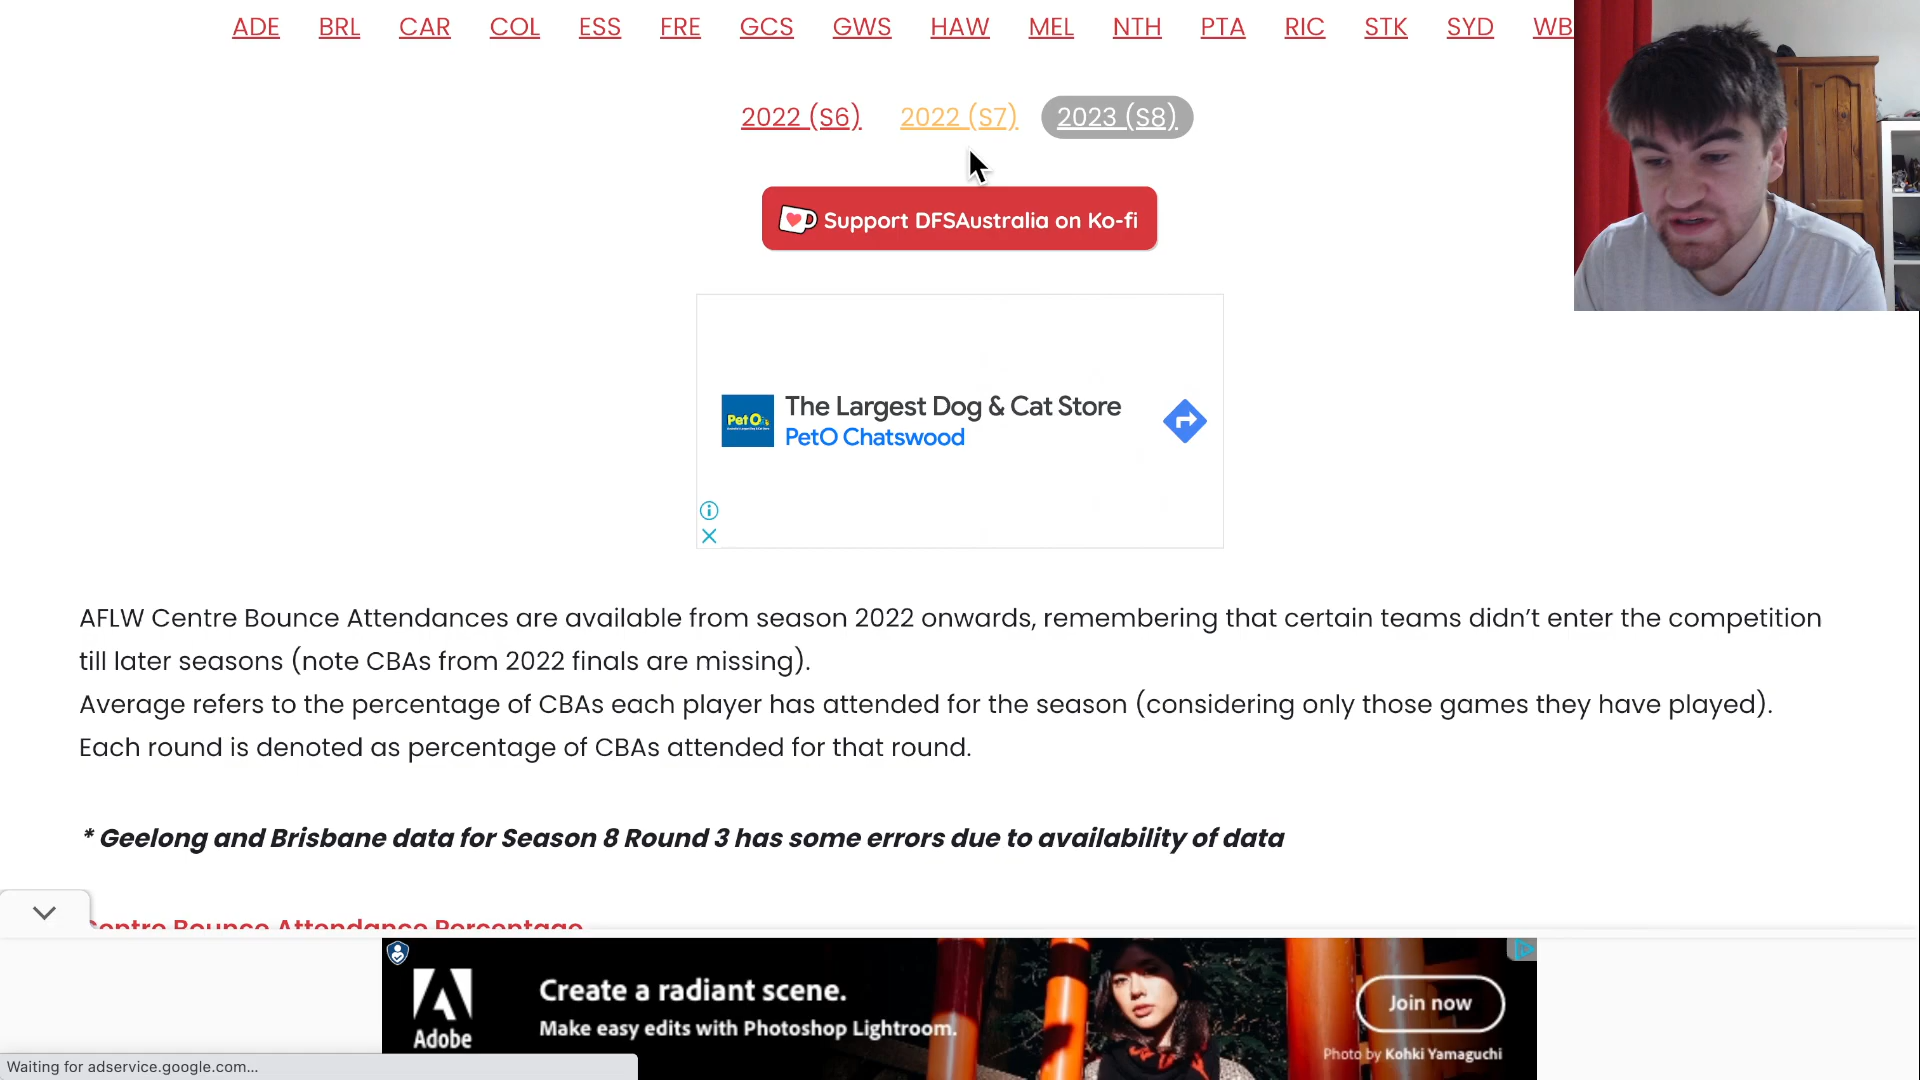 ADE BRL CAR COL ESS FRE GCS GWS HAW MEL NTH PTA RIC STK SYD WB
2022 (S6) 2022 (S7) 2023 (S8)
Support DFSAustralia on Ko-fi
PetO
The Largest Dog & Cat Store
PetO Chatswood
AFLW Centre Bounce Attendances are available from season 2022 onwards, remembering that certain teams didn’t enter the competition
till later seasons (note CBAs from 2022 finals are missing).
Average refers to the percentage of CBAs each player has attended for the season (considering only those games they have played).
Each round is denoted as percentage of CBAs attended for that round.
* Geelong and Brisbane data for Season 8 Round 3 has some errors due to availability of data
Centre Bounce Attendance Percentage
Adobe
Create a radiant scene.
Make easy edits with Photoshop Lightroom.
Join now
Photo by Kohki Yamaguchi
Waiting for adservice.google.com...